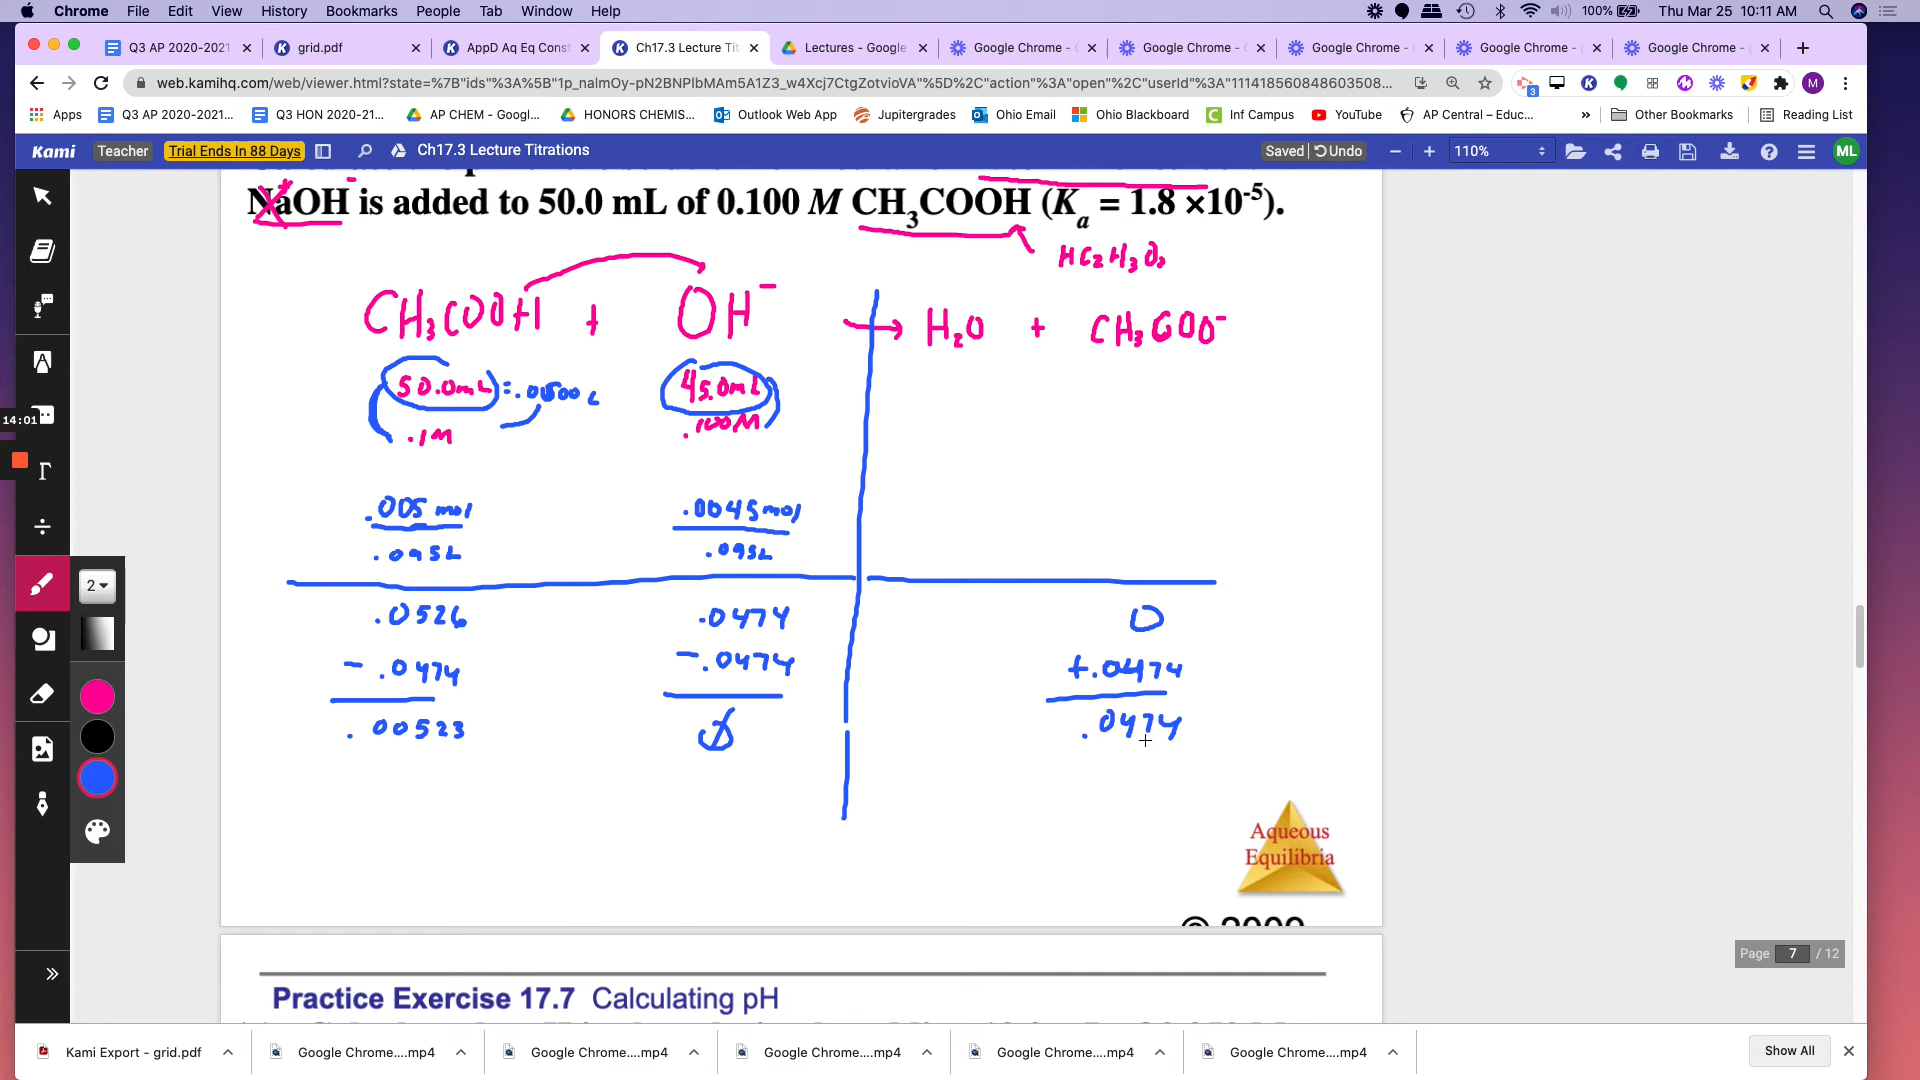 Chrome File Edit View History Bookmarks People Tab Window Help 100% Thu Mar 25 10:11 AM
Q3 AP 2020-2021 grid.pdf AppD Aq Eq Const Ch17.3 Lecture Tit Lectures - Google Google Chrome - Google Chrome - Google Chrome - Google Chrome - Google Chrome -
web.kamihq.com/web/viewer.html?state=%7B"ids"%3A%5B"1p_nalmOy-pN2BNPlbMAm5A1Z3_w4Xcj7CtgZotvioVA"%5D%2C"action"%3A"open"%2C"userId"%3A"111418560848603508...
3 M
Apps Q3 AP 2020-2021... Q3 HON 2020-21... AP CHEM - Googl... HONORS CHEMIS... Outlook Web App Jupitergrades Ohio Email Ohio Blackboard Inf Campus YouTube AP Central – Educ... » Other Bookmarks Reading List
Kami Teacher Trial Ends In 88 Days Ch17.3 Lecture Titrations Saved Undo 110% ML
NaOH is added to 50.0 mL of 0.100 M CH3COOH (Ka = 1.8 ×10-5).
HC2H3O2
CH3COOH + OH- → H2O + CH3COO-
50.0mL = .0500 L 45.0mL
.1M .100M
14:01
.005 mol .0045 mol
.095L .095L
2
.0526 .0474 0
- .0474 - .0474 +.0474
.00523 0 .0474
Aqueous
Equilibria
© 2009
Page 7 / 12
Practice Exercise 17.7 Calculating pH
Kami Export - grid.pdf Google Chrome....mp4 Google Chrome....mp4 Google Chrome....mp4 Google Chrome....mp4 Google Chrome....mp4 Show All